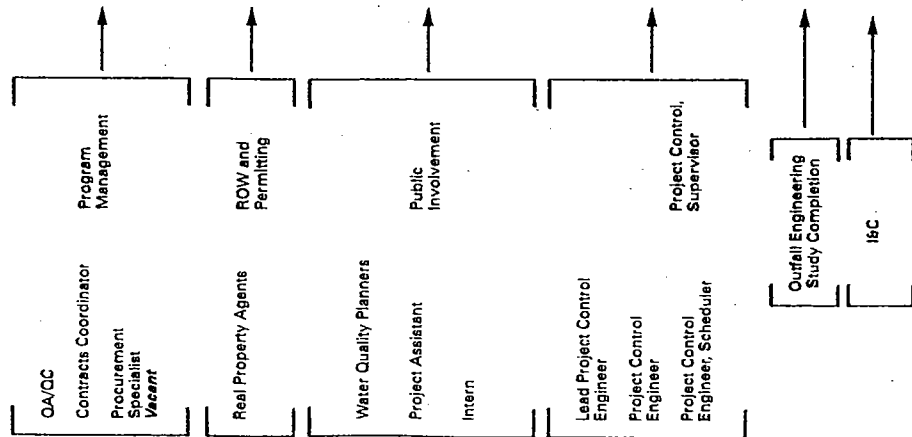 Program
Management
QA/QC
Contracts Coordinator
Procurement
Specialist
Vacant
ROW and
Permitting
Real Property Agents
Public
Involvement
Water Quality Planners
Project Assistant
Intern
Project Control,
Supervisor
Lead Project Control
Engineer
Project Control
Engineer
Project Control
Engineer, Scheduler
Outfall Engineering
Study Completion
I&C